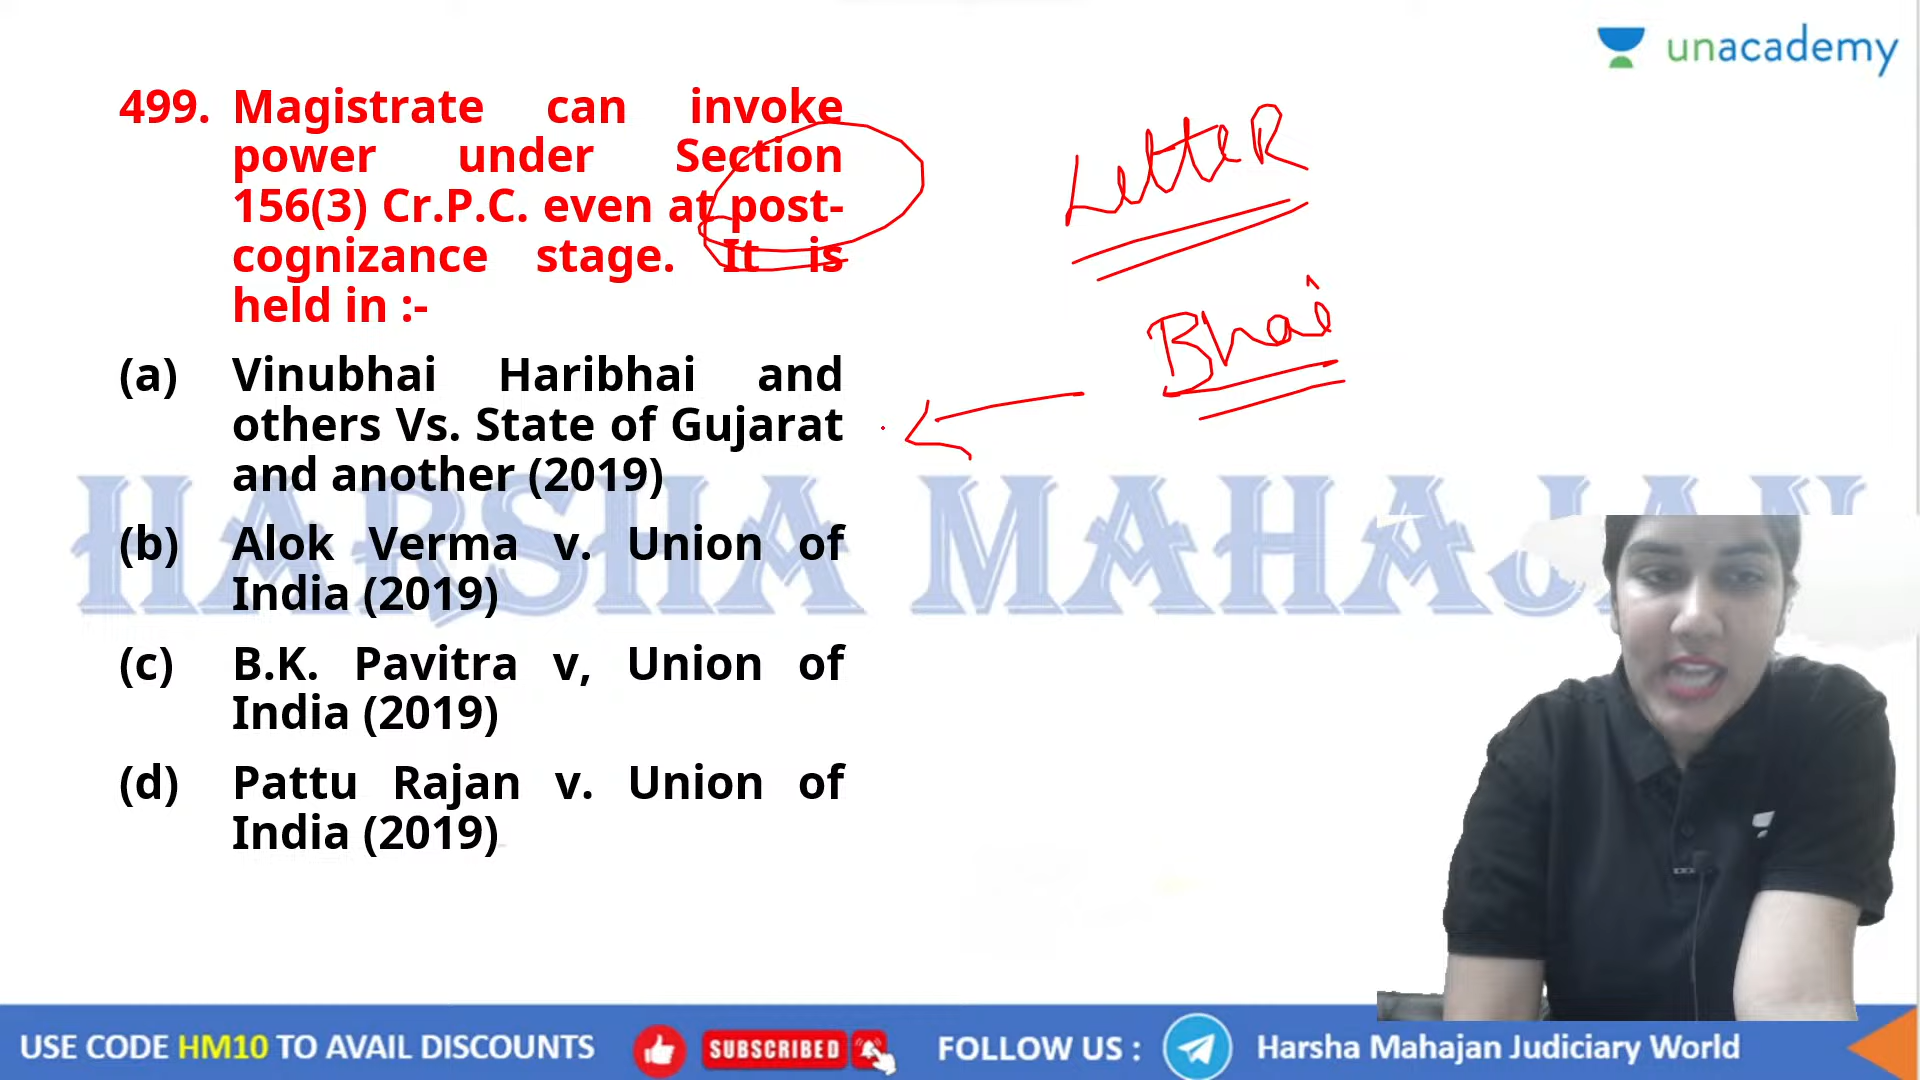 unacademy
499. Magistrate can invoke
power under Section
156(3) Cr.P.C. even at post-
cognizance stage. It is
held in :-
(a) Vinubhai Haribhai and
others Vs. State of Gujarat
and another (2019)
(b) Alok Verma v. Union of
India (2019)
(c) B.K. Pavitra v, Union of
India (2019)
(d) Pattu Rajan v. Union of
India (2019)
LetteR
Bhai
HARSHA MAHAJAN
USE CODE HM10 TO AVAIL DISCOUNTS
SUBSCRIBED
FOLLOW US :
Harsha Mahajan Judiciary World